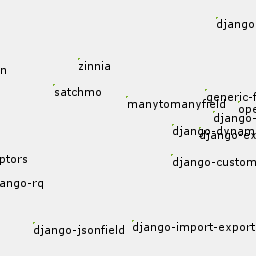 django
zinnia
n
satchmo
generic-f
manytomanyfield
ope
django-
django-dynam
django-ex
ptors
django-custom
ango-rq
django-jsonfield
django-import-export